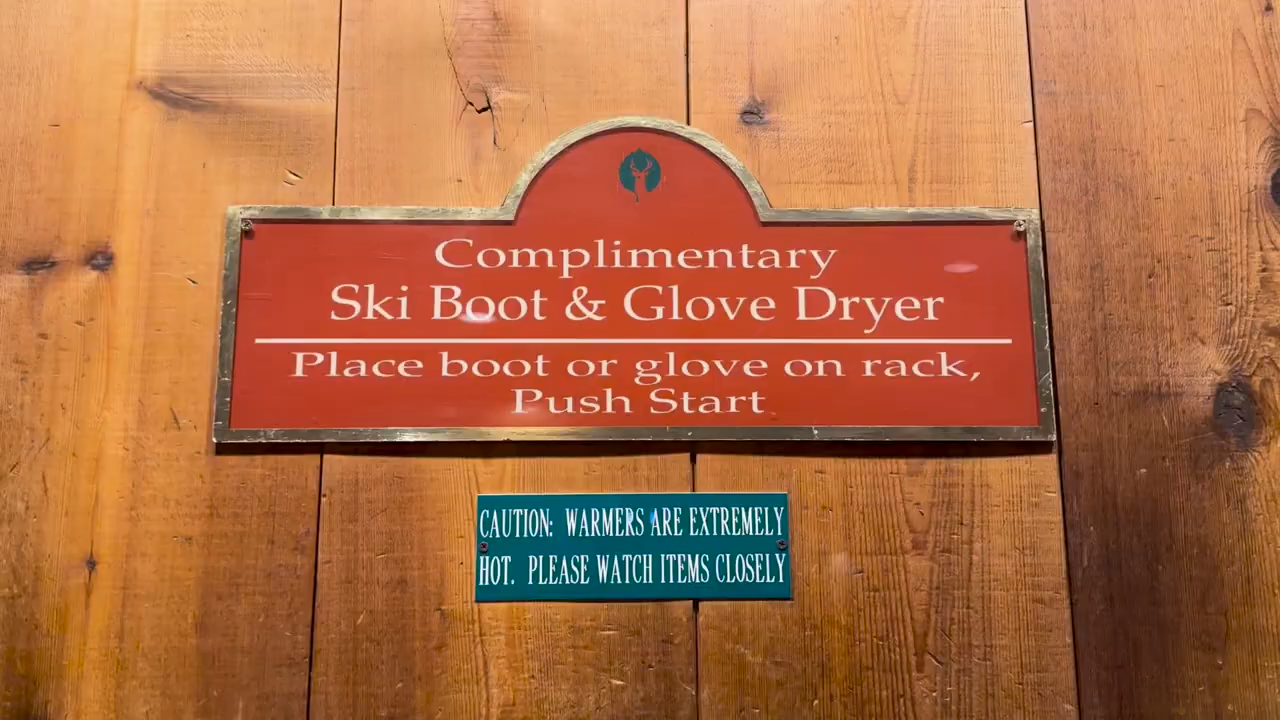 Complimentary
Ski Boot & Glove Dryer
Place boot or glove on rack,
Push Start
CAUTION: WARMERS ARE EXTREMELY
HOT. PLEASE WATCH ITEMS CLOSELY